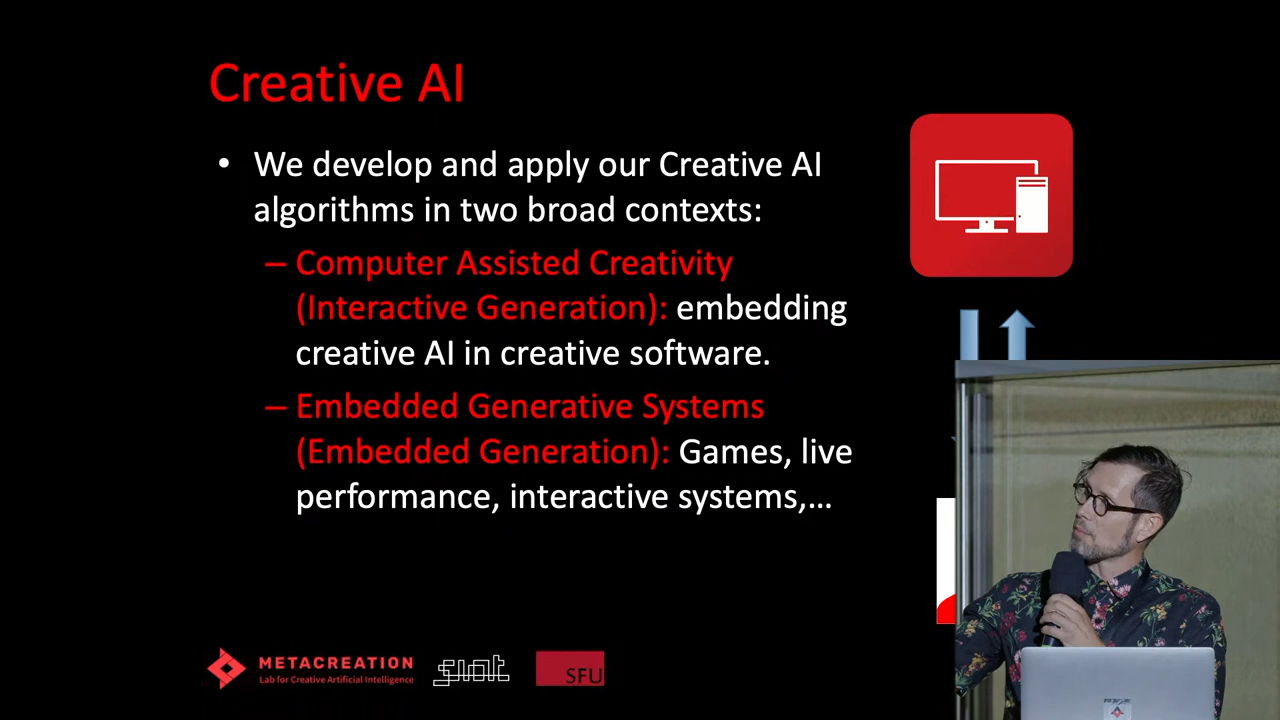 Creative AI
• We develop and apply our Creative AI
algorithms in two broad contexts:
– Computer Assisted Creativity
(Interactive Generation): embedding
creative AI in creative software.
– Embedded Generative Systems
(Embedded Generation): Games, live
performance, interactive systems,...
METACREATION
Lab for Creative Artificial Intelligence
siat
SFU